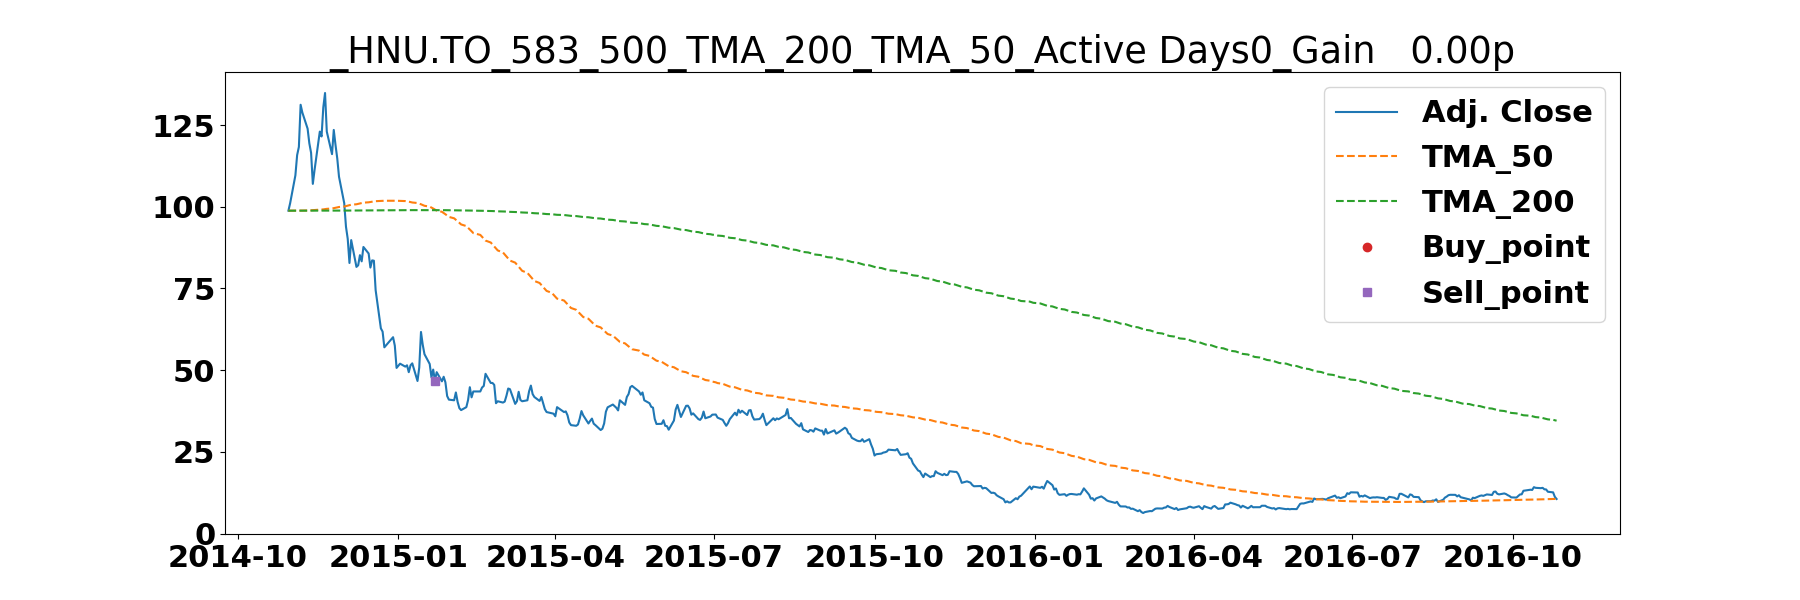 _HNU.TO_583_500_TMA_200_TMA_50_Active Days0_Gain   0.00p
125
100
75
50
25
0
2014-10 2015-01 2015-04 2015-07 2015-10 2016-01 2016-04 2016-07 2016-10
Adj. Close
TMA_50
TMA_200
Buy_point
Sell_point